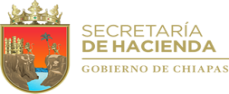 SECRETARÍA
DE HACIENDA
GOBIERNO DE CHIAPAS